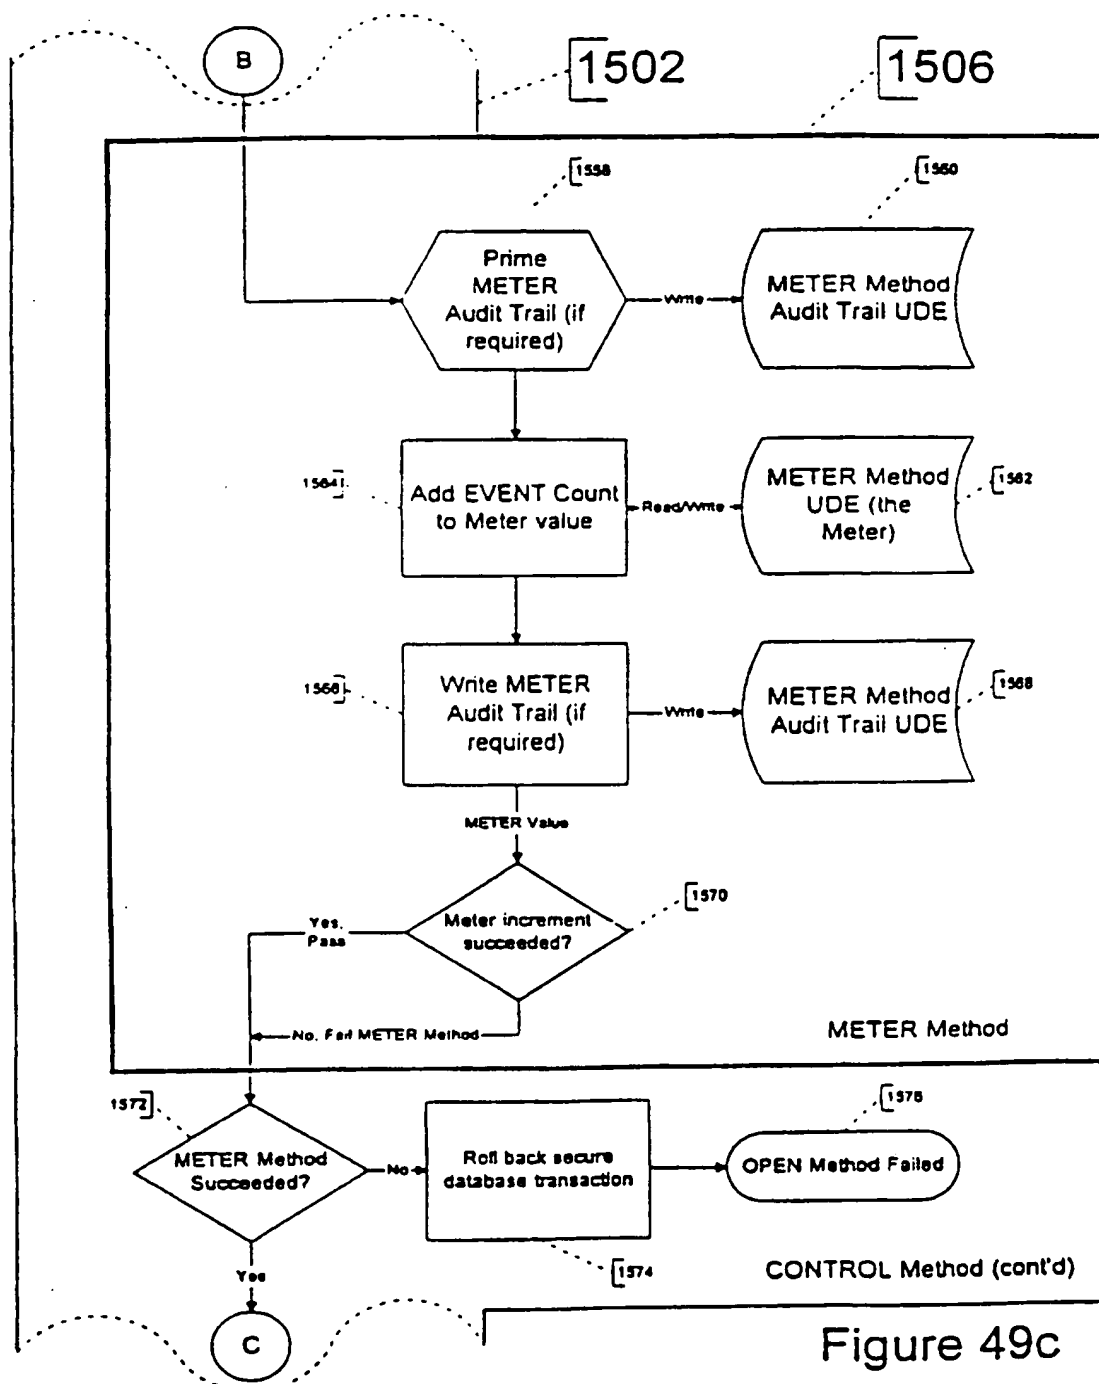 B
1502
1506
1558
1560
Prime
METER
Audit Trail (if
required)
Write
METER Method
Audit Trail UDE
1564
Add EVENT Count
to Meter value
Read/Write
METER Method
UDE (the
Meter)
1562
1566
Write METER
Audit Trail (if
required)
Write
METER Method
Audit Trail UDE
1568
METER Value
1570
Meter increment
succeeded?
Yes,
Pass
No, Fail METER Method
METER Method
1572
METER Method
Succeeded?
No
Roll back secure
database transaction
1576
OPEN Method Failed
1574
Yes
CONTROL Method (cont'd)
C
Figure 49c